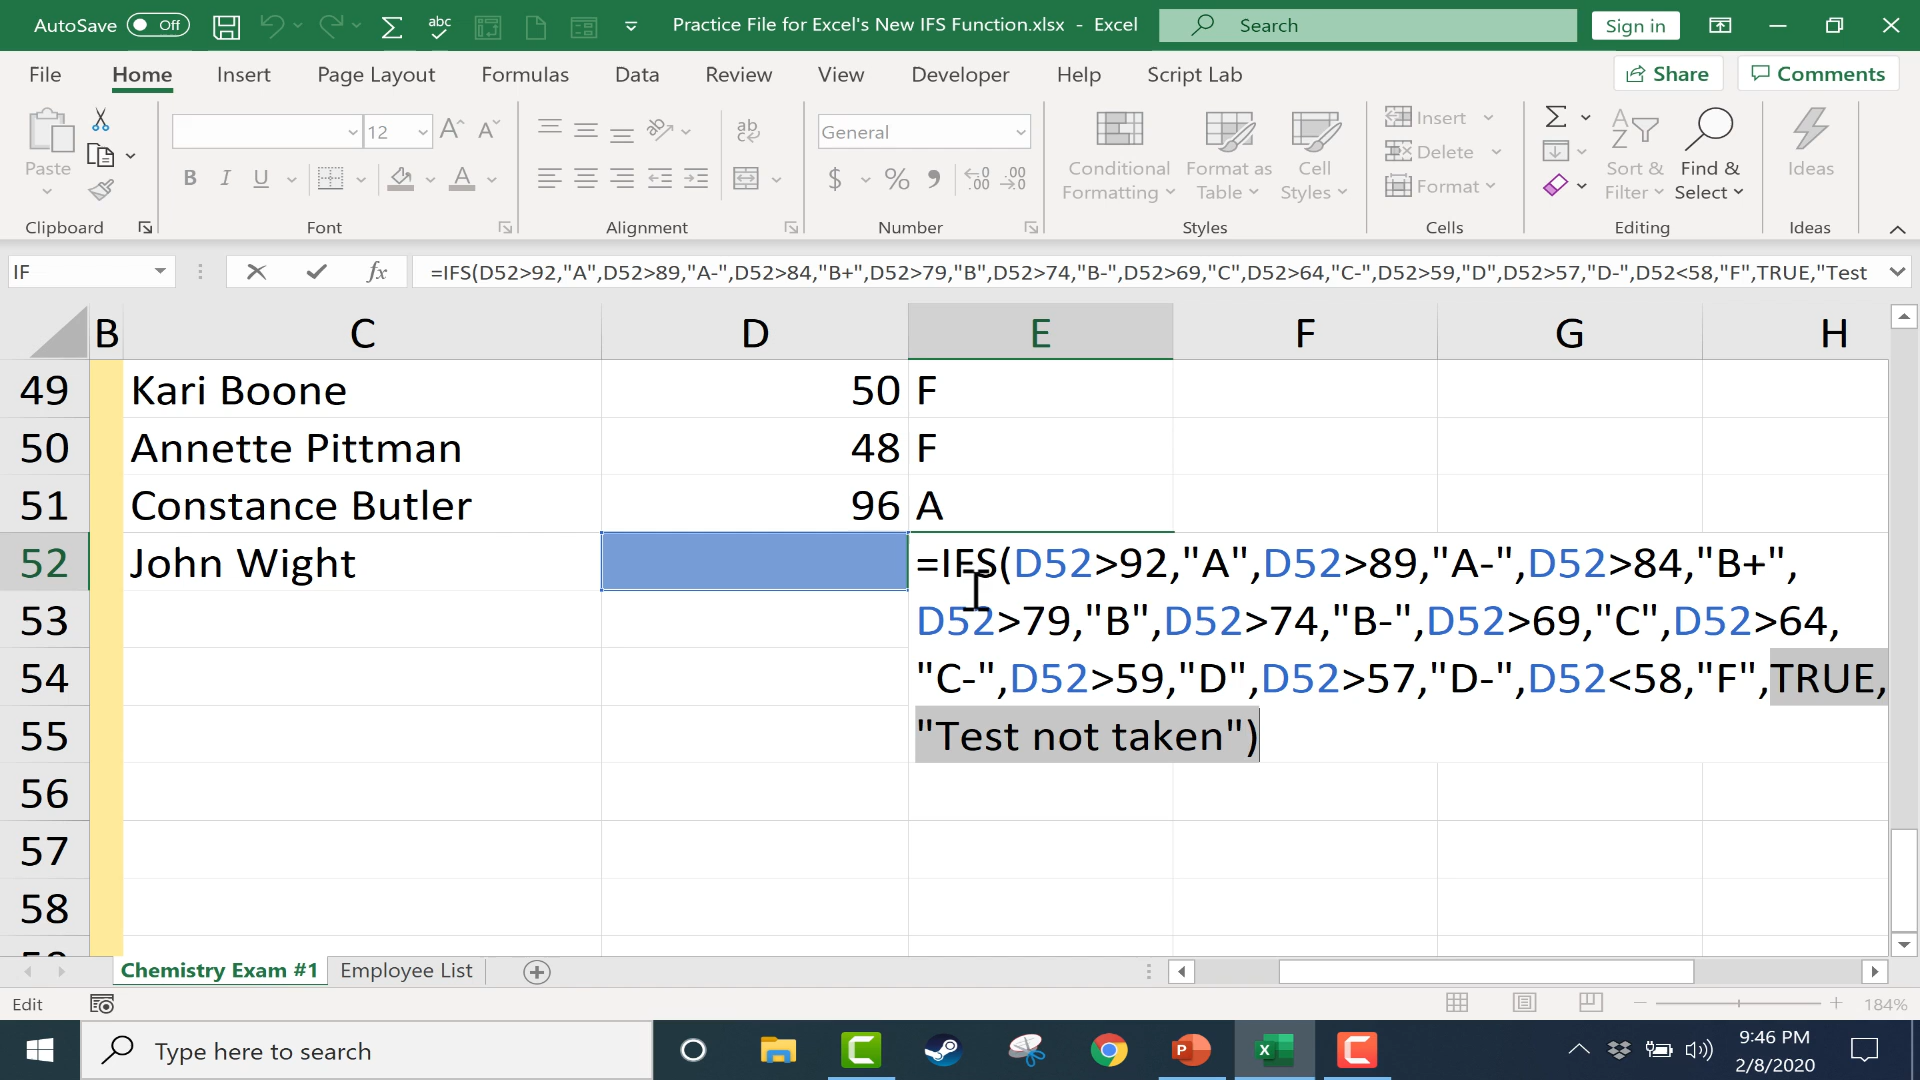 AutoSave Off abc Practice File for Excel's New IFS Function.xlsx - Excel Search Sign in
File Home Insert Page Layout Formulas Data Review View Developer Help Script Lab Share Comments
Paste 12 A A ab General Conditional Formatting Format as Table Cell Styles Insert Delete Format Sort & Filter Find & Select Ideas
B I U A $ % 9 .00 .00
Clipboard Font Alignment Number Styles Cells Editing Ideas
IF fx =IFS(D52>92,"A",D52>89,"A-",D52>84,"B+",D52>79,"B",D52>74,"B-",D52>69,"C",D52>64,"C-",D52>59,"D",D52>57,"D-",D52<58,"F",TRUE,"Test
B C D E F G H
49 Kari Boone 50 F
50 Annette Pittman 48 F
51 Constance Butler 96 A
52 John Wight =IFS(D52>92,"A",D52>89,"A-",D52>84,"B+",
53 D52>79,"B",D52>74,"B-",D52>69,"C",D52>64,
54 "C-",D52>59,"D",D52>57,"D-",D52<58,"F",TRUE,
55 "Test not taken")
56
57
58
Chemistry Exam #1 Employee List
Edit 184%
Type here to search 9:46 PM
2/8/2020